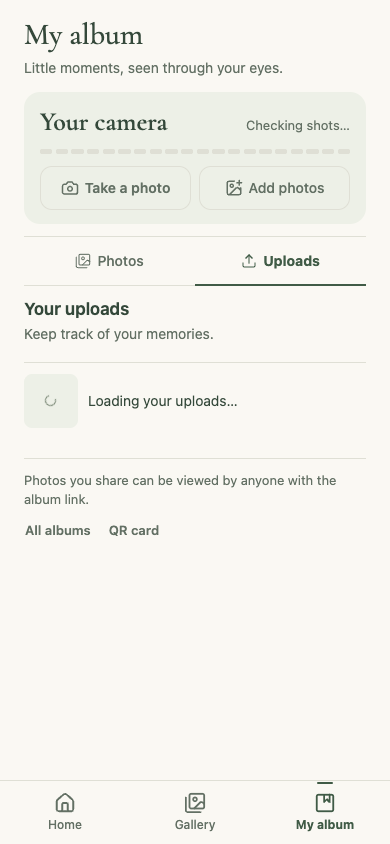 My album
Little moments, seen through your eyes.
Your camera
Checking shots...
Take a photo
Add photos
Photos
Uploads
Your uploads
Keep track of your memories.
Loading your uploads...
Photos you share can be viewed by anyone with the
album link.
All albums
QR card
Home
Gallery
My album